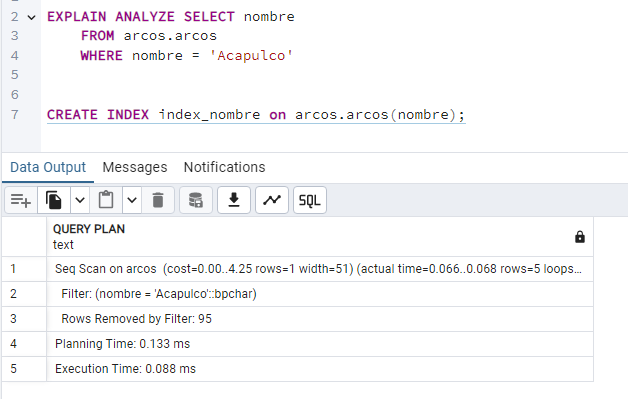 2 EXPLAIN ANALYZE SELECT nombre
3 FROM arcos.arcos
4 WHERE nombre = 'Acapulco'
5
6
7 CREATE INDEX index_nombre on arcos.arcos(nombre);
Data Output Messages Notifications
SQL
QUERY PLAN
text
1 Seq Scan on arcos (cost=0.00..4.25 rows=1 width=51) (actual time=0.066..0.068 rows=5 loops...
2 Filter: (nombre = 'Acapulco'::bpchar)
3 Rows Removed by Filter: 95
4 Planning Time: 0.133 ms
5 Execution Time: 0.088 ms